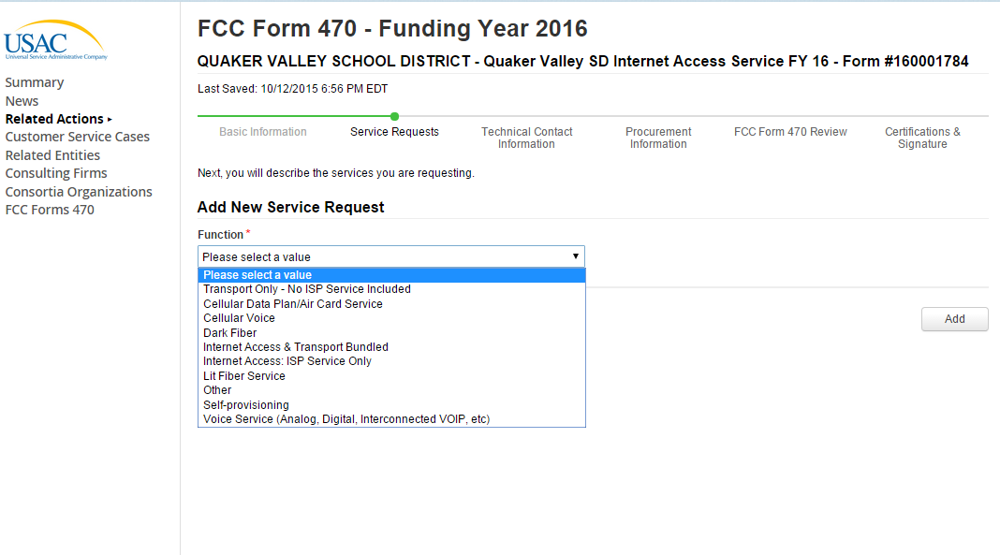 USAC
Universal Service Administrative Company
Summary
News
Related Actions ▸
Customer Service Cases
Related Entities
Consulting Firms
Consortia Organizations
FCC Forms 470
FCC Form 470 - Funding Year 2016
QUAKER VALLEY SCHOOL DISTRICT - Quaker Valley SD Internet Access Service FY 16 - Form #160001784
Last Saved: 10/12/2015 6:56 PM EDT
Basic Information
Service Requests
Technical Contact
Information
Procurement
Information
FCC Form 470 Review
Certifications &
Signature
Next, you will describe the services you are requesting.
Add New Service Request
Function *
Please select a value ▼
Please select a value
Transport Only - No ISP Service Included
Cellular Data Plan/Air Card Service
Cellular Voice
Dark Fiber
Internet Access & Transport Bundled
Internet Access: ISP Service Only
Lit Fiber Service
Other
Self-provisioning
Voice Service (Analog, Digital, Interconnected VOIP, etc)
Add